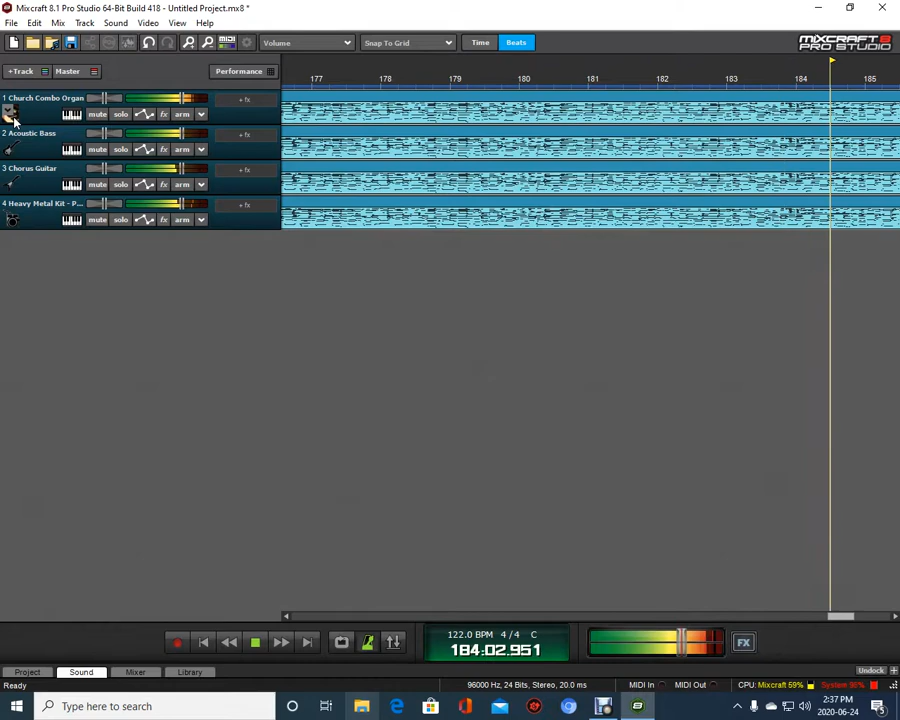 Mixcraft 8.1 Pro Studio 64-Bit Build 418 - Untitled Project.mx8 *
File Edit Mix Track Sound Video View Help
midi Volume Snap To Grid Time Beats MIXCRAFT 8 PRO STUDIO
+Track Master Performance 177 178 179 180 181 182 183 184 185
1 Church Combo Organ + fx
mute solo fx arm
2 Acoustic Bass + fx
mute solo fx arm
3 Chorus Guitar + fx
mute solo fx arm
4 Heavy Metal Kit - P... + fx
mute solo fx arm
122.0 BPM 4 / 4 C
184:02.951 FX
Project Sound Mixer Library Undock
Ready 96000 Hz, 24 Bits, Stereo, 20.0 ms MIDI In MIDI Out CPU: Mixcraft 59% System 96%
Type here to search 2:37 PM
2020-06-24 5